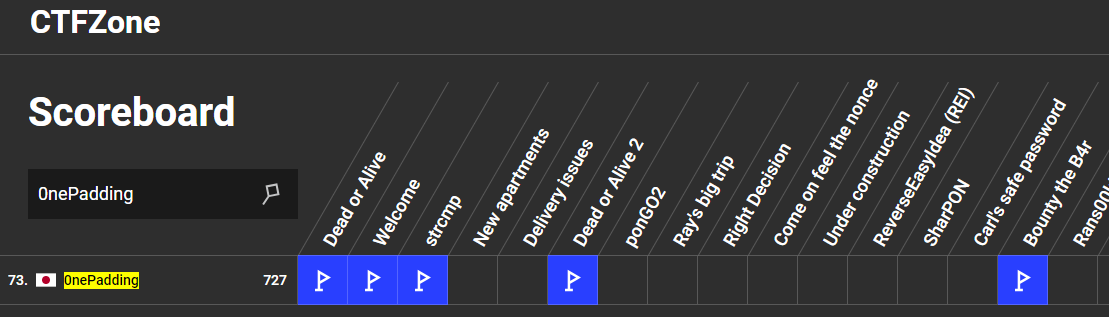 CTFZone
Scoreboard
0nePadding
Dead or Alive
Welcome
strcmp
New apartments
Delivery issues
Dead or Alive 2
ponGO2
Ray's big trip
Right Decision
Come on feel the nonce
Under construction
ReverseEasyIdea (REI)
SharPON
Carl's safe password
Bounty the B4r
73. 0nePadding 727